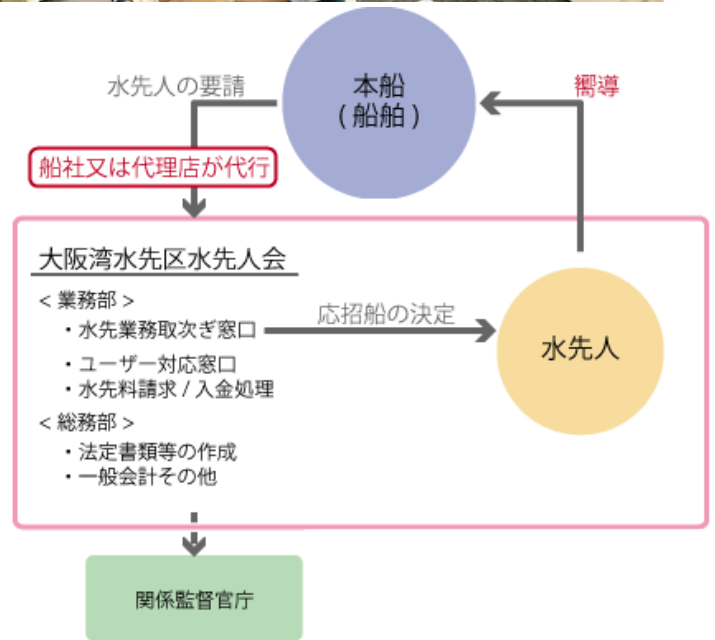 水先人の要請
本船
(船舶)
嚮導
船社又は代理店が代行
大阪湾水先区水先人会
<業務部>
・水先業務取次ぎ窓口
応招船の決定
水先人
・ユーザー対応窓口
・水先料請求/入金処理
<総務部>
・法定書類等の作成
・一般会計その他
関係監督官庁